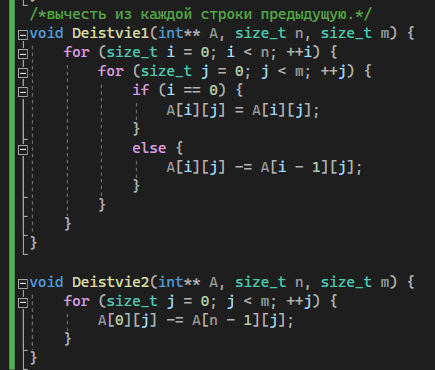 /*вычесть из каждой строки предыдущую.*/
void Deistvie1(int** A, size_t n, size_t m) {
    for (size_t i = 0; i < n; ++i) {
        for (size_t j = 0; j < m; ++j) {
            if (i == 0) {
                A[i][j] = A[i][j];
            }
            else {
                A[i][j] -= A[i - 1][j];
            }
        }
    }
}

void Deistvie2(int** A, size_t n, size_t m) {
    for (size_t j = 0; j < m; ++j) {
        A[0][j] -= A[n - 1][j];
    }
}